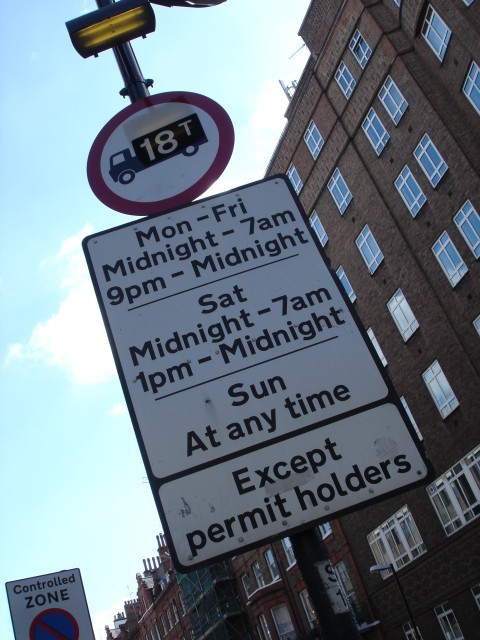 18T
Mon - Fri
Midnight - 7am
9pm - Midnight
Sat
Midnight - 7am
1pm - Midnight
Sun
At any time
Except
permit holders
Controlled
ZONE